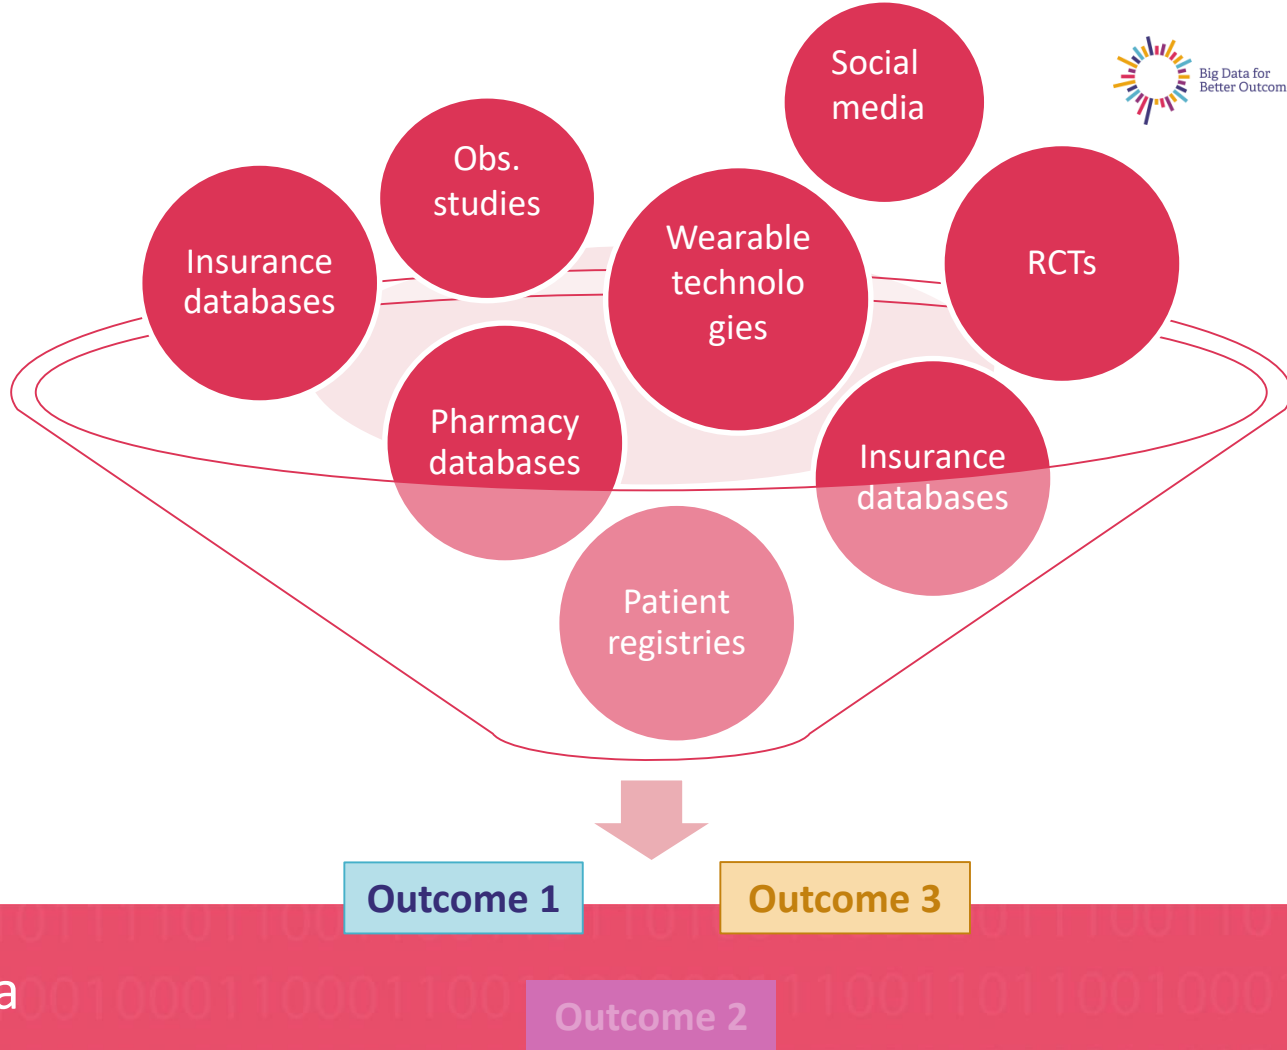 Social
media
Big Data for
Better Outcom
Obs.
studies
Wearable
technolo
gies
Insurance
databases
RCTs
Pharmacy
databases
Insurance
databases
Patient
registries
Outcome 1
Outcome 3
a
Outcome 2